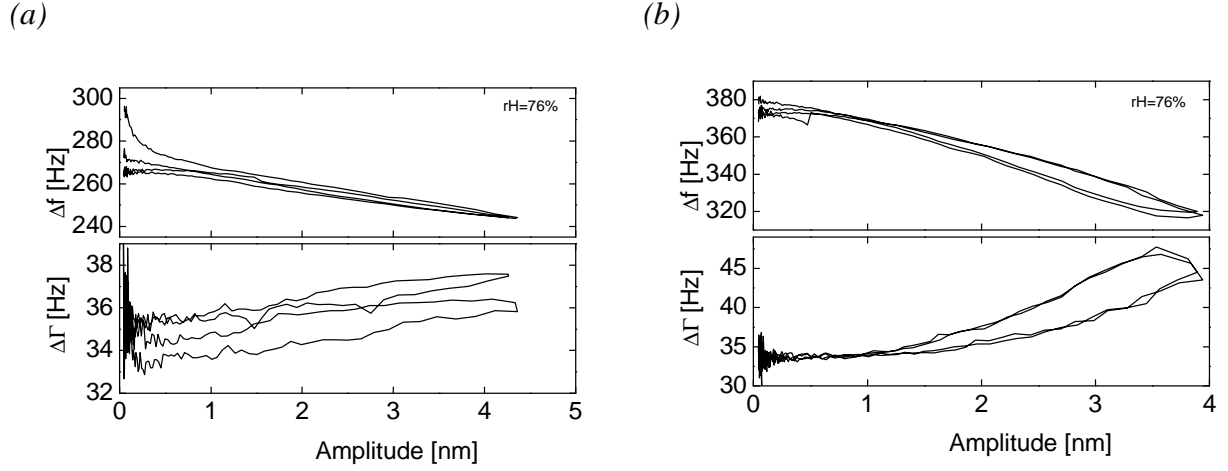 (a)
300
280
260
240
Δf [Hz]
rH=76%
38
36
34
32
ΔΓ [Hz]
0 1 2 3 4 5
Amplitude [nm]
(b)
380
360
340
320
Δf [Hz]
rH=76%
45
40
35
30
ΔΓ [Hz]
0 1 2 3 4
Amplitude [nm]